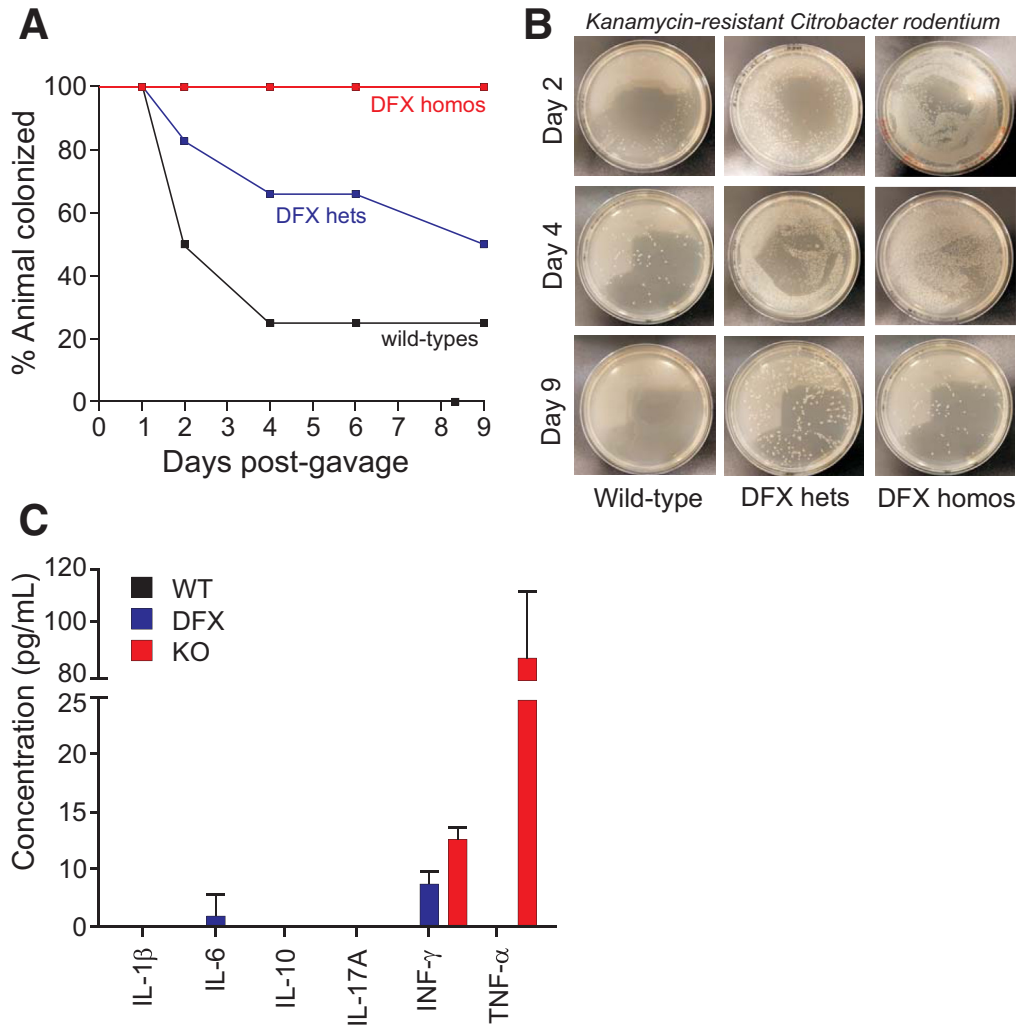 A
% Animal colonized
100
80
60
40
20
0
DFX homos
DFX hets
wild-types
0 1 2 3 4 5 6 7 8 9
Days post-gavage
B
Kanamycin-resistant Citrobacter rodentium
Day 2
Day 4
Day 9
Wild-type DFX hets DFX homos
C
Concentration (pg/mL)
120
100
80
25
20
15
10
0
WT
DFX
KO
IL-1β
IL-6
IL-10
IL-17A
INF-γ
TNF-α